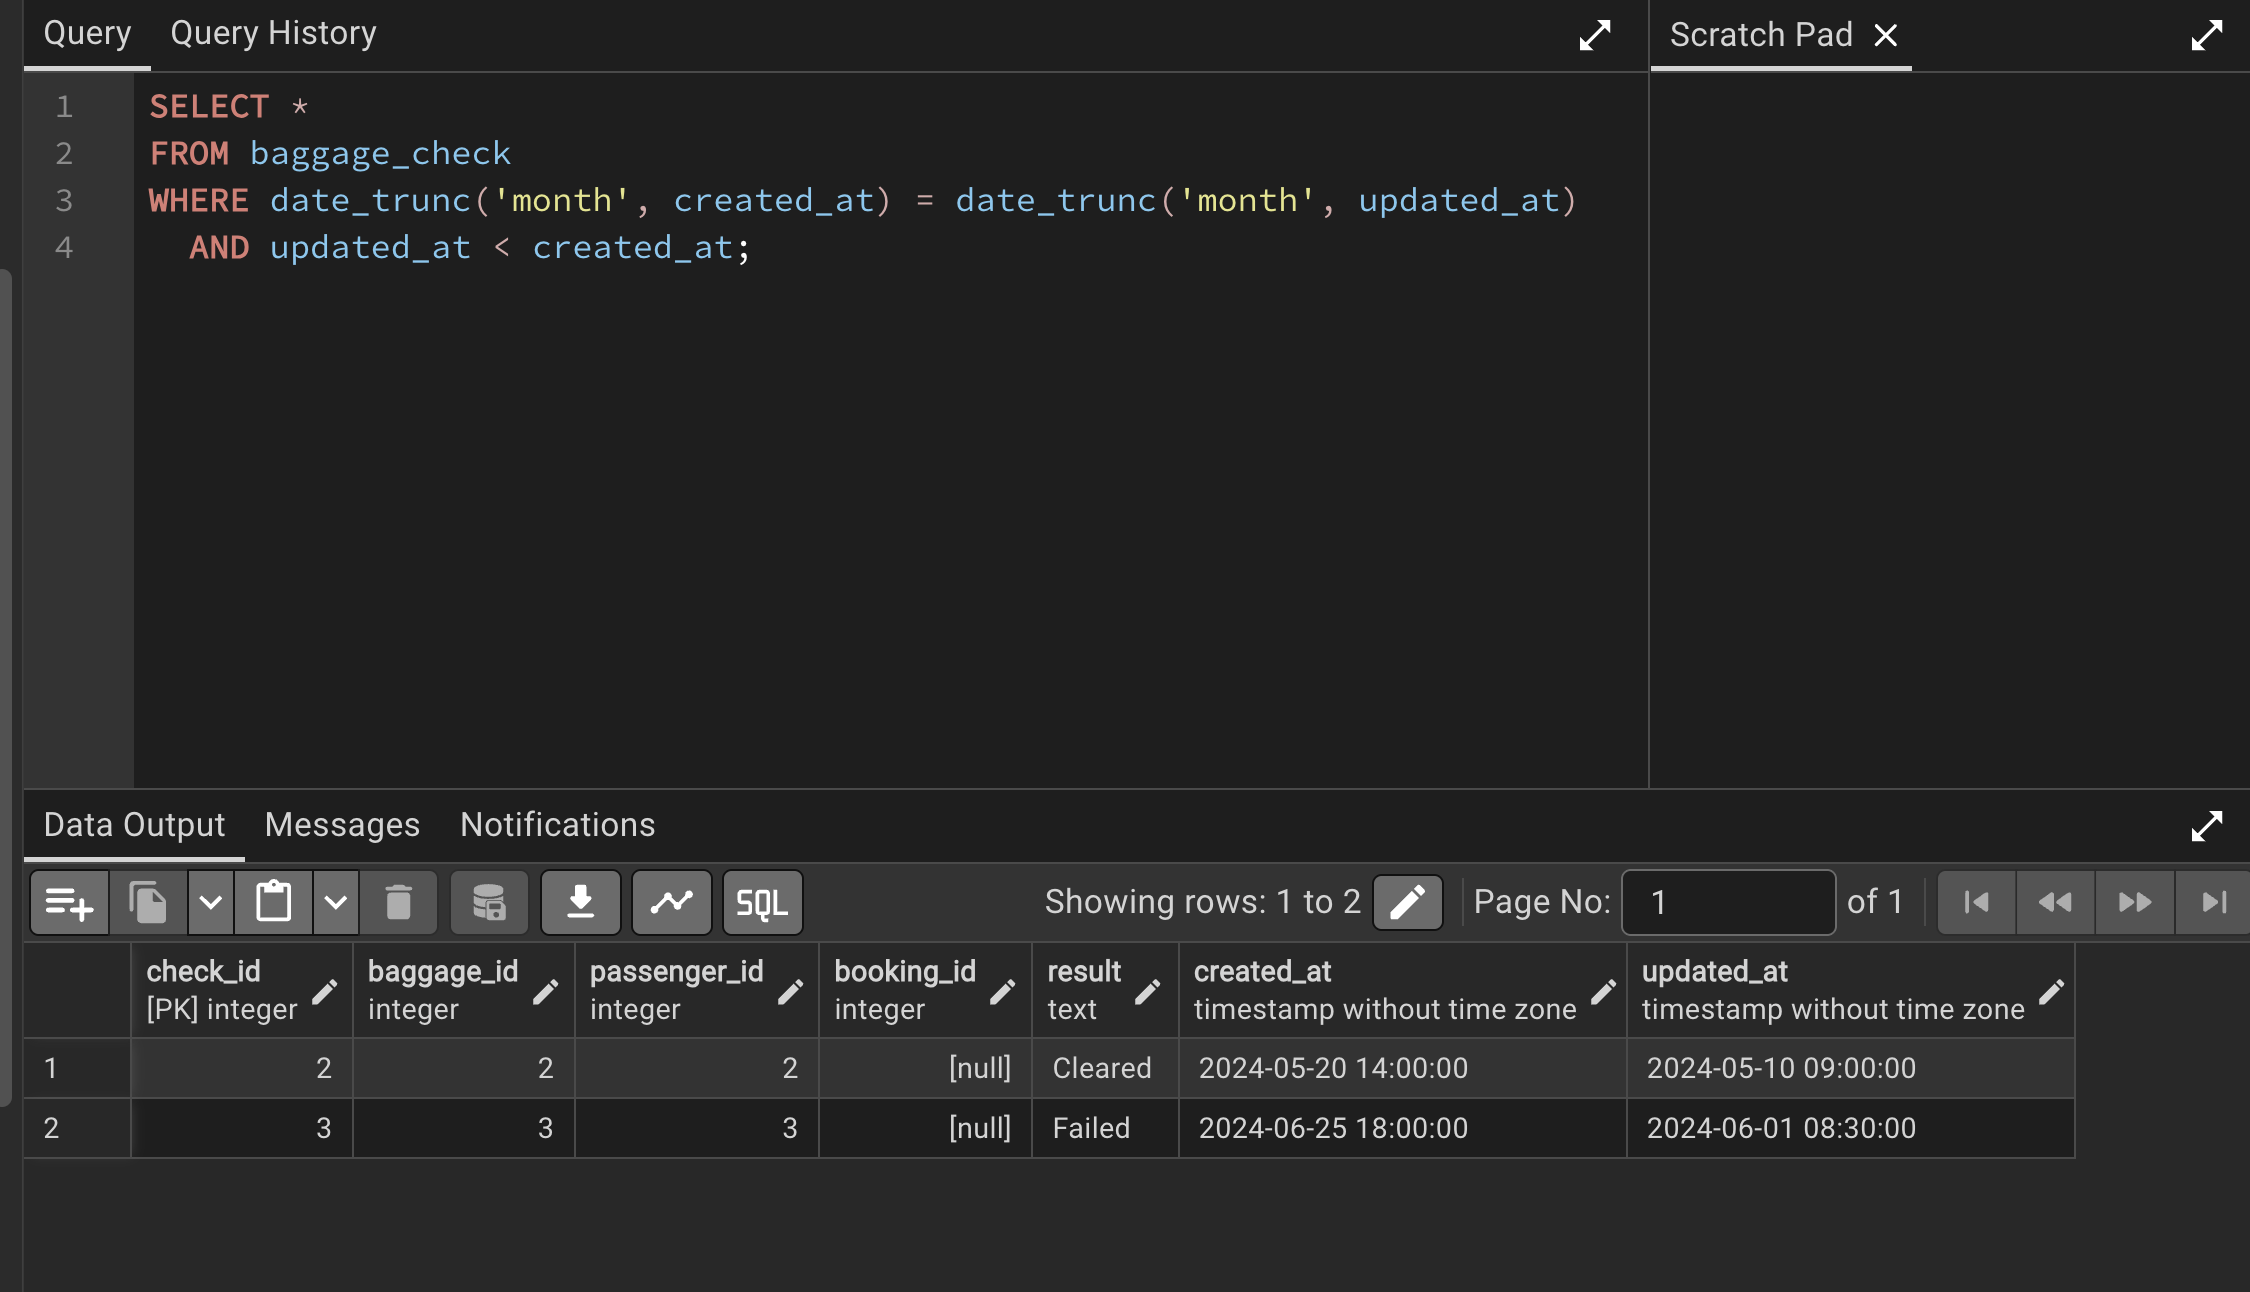 Query Query History
Scratch Pad
1 SELECT *
2 FROM baggage_check
3 WHERE date_trunc('month', created_at) = date_trunc('month', updated_at)
4 AND updated_at < created_at;
Data Output Messages Notifications
SQL Showing rows: 1 to 2 Page No: 1 of 1
check_id baggage_id passenger_id booking_id result created_at updated_at
[PK] integer integer integer integer text timestamp without time zone timestamp without time zone
1 2 2 2 [null] Cleared 2024-05-20 14:00:00 2024-05-10 09:00:00
2 3 3 3 [null] Failed 2024-06-25 18:00:00 2024-06-01 08:30:00